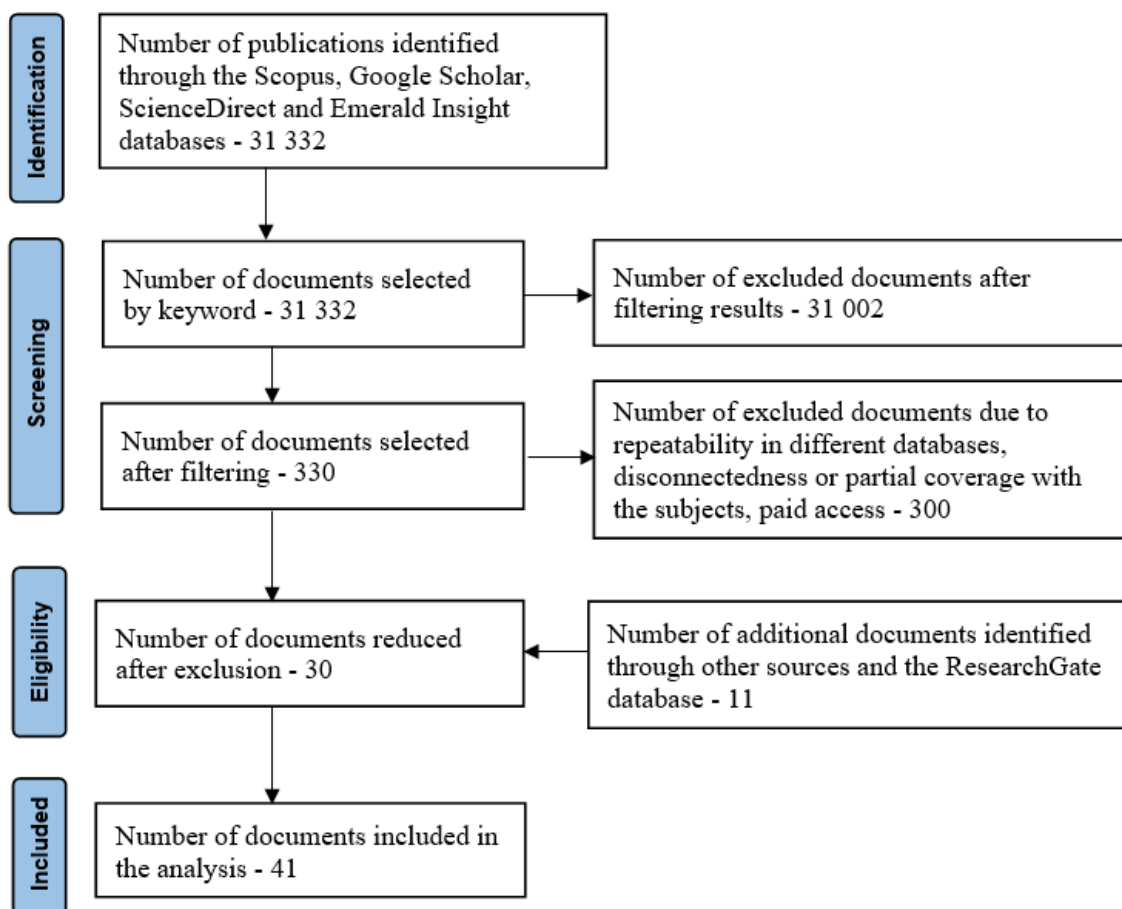 Identification
Number of publications identified
through the Scopus, Google Scholar,
ScienceDirect and Emerald Insight
databases - 31 332
Screening
Number of documents selected
by keyword - 31 332
Number of excluded documents after
filtering results - 31 002
Number of documents selected
after filtering - 330
Number of excluded documents due to
repeatability in different databases,
disconnectedness or partial coverage with
the subjects, paid access - 300
Eligibility
Number of documents reduced
after exclusion - 30
Number of additional documents identified
through other sources and the ResearchGate
database - 11
Included
Number of documents included in
the analysis - 41